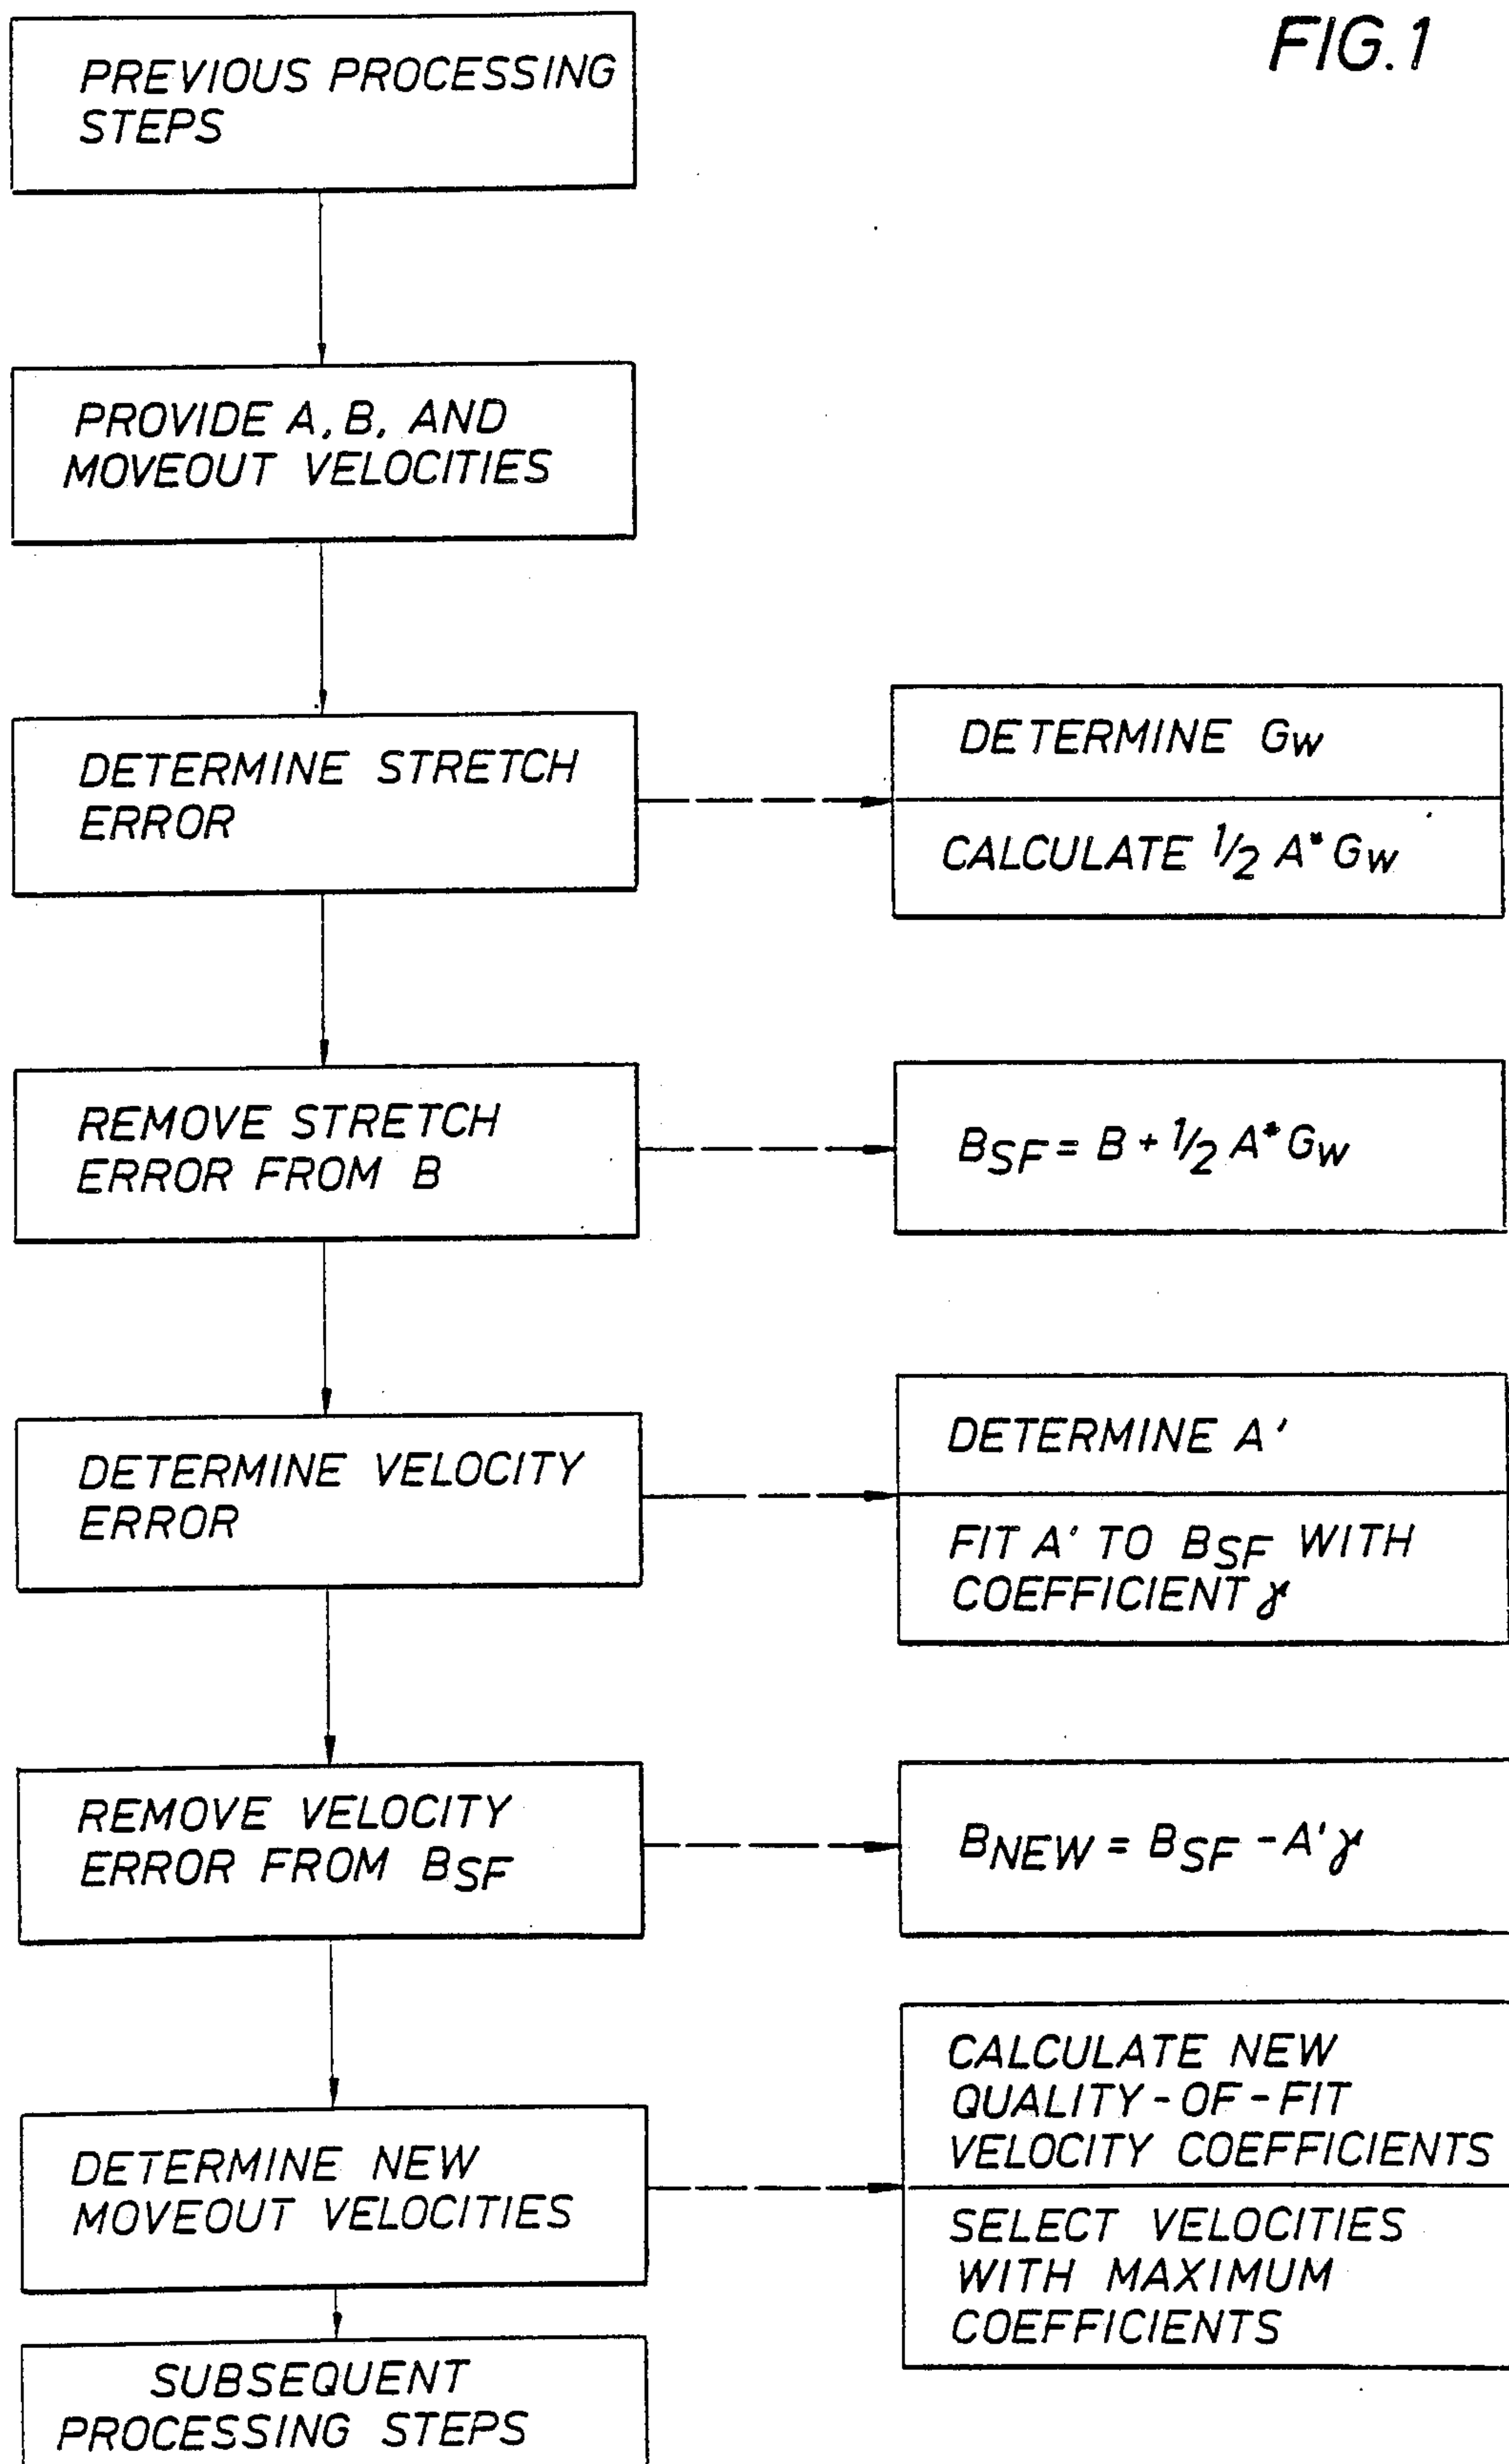 FIG.1
PREVIOUS PROCESSING
STEPS
PROVIDE A, B, AND
MOVEOUT VELOCITIES
DETERMINE STRETCH
ERROR
DETERMINE GW
CALCULATE 1/2 A* GW
REMOVE STRETCH
ERROR FROM B
BSF = B + 1/2 A* GW
DETERMINE VELOCITY
ERROR
DETERMINE A'
FIT A' TO BSF WITH
COEFFICIENT γ
REMOVE VELOCITY
ERROR FROM BSF
BNEW = BSF - A'γ
DETERMINE NEW
MOVEOUT VELOCITIES
CALCULATE NEW
QUALITY-OF-FIT
VELOCITY COEFFICIENTS
SELECT VELOCITIES
WITH MAXIMUM
COEFFICIENTS
SUBSEQUENT
PROCESSING STEPS